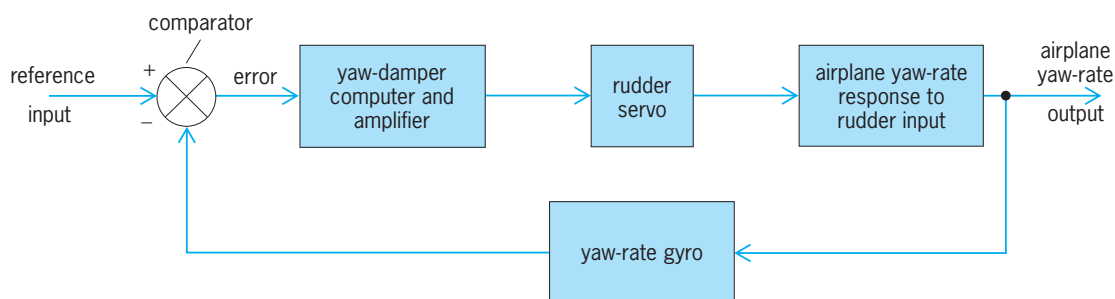 comparator
reference
input
+
−
error
yaw-damper
computer and
amplifier
rudder
servo
airplane yaw-rate
response to
rudder input
airplane
yaw-rate
output
yaw-rate gyro